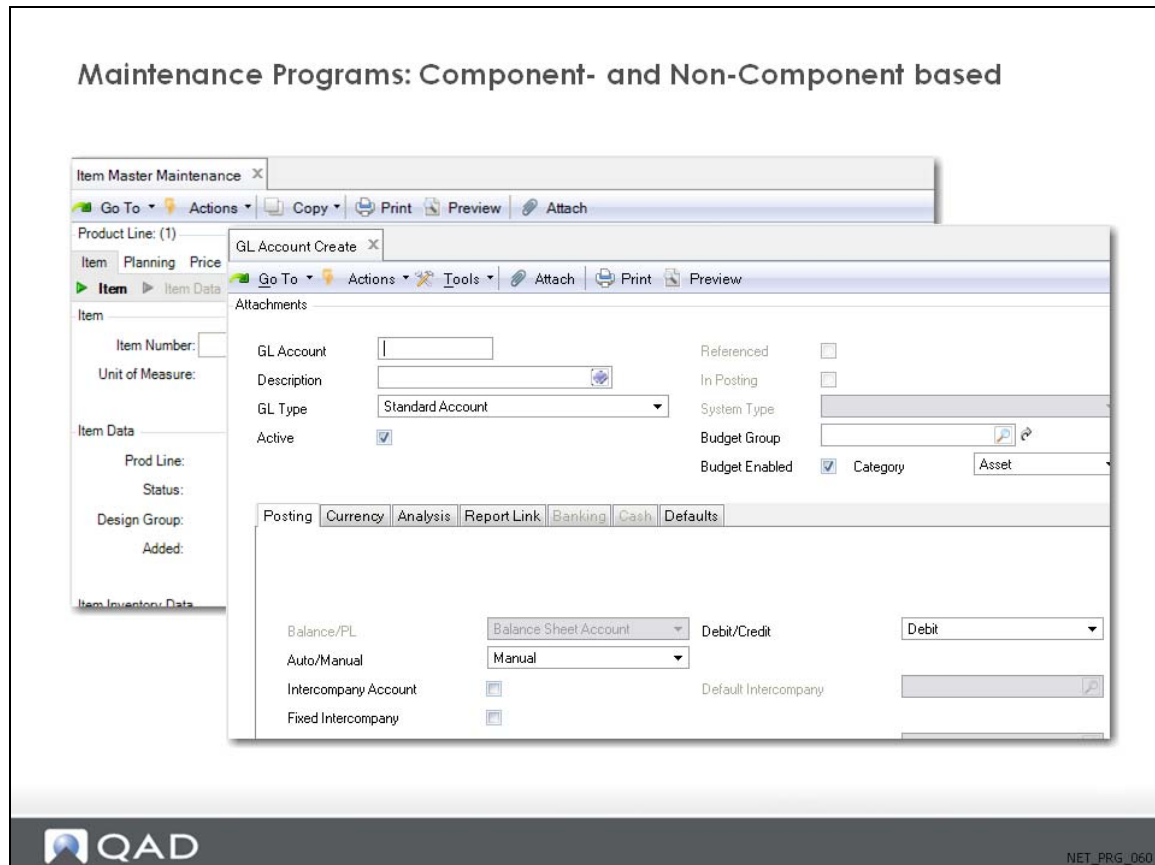 Maintenance Programs: Component- and Non-Component based
Item Master Maintenance
Go To Actions Copy Print Preview Attach
Product Line: (1)
Item Planning Price
Item Item Data
Item
Item Number:
Unit of Measure:
Item Data
Prod Line:
Status:
Design Group:
Added:
Item Inventory Data
GL Account Create
Go To Actions Tools Attach Print Preview
Attachments
GL Account Referenced
Description In Posting
GL Type Standard Account System Type
Active Budget Group
Budget Enabled Category Asset
Posting Currency Analysis Report Link Banking Cash Defaults
Balance/PL Balance Sheet Account Debit/Credit Debit
Auto/Manual Manual
Intercompany Account Default Intercompany
Fixed Intercompany
QAD
NET_PRG_060